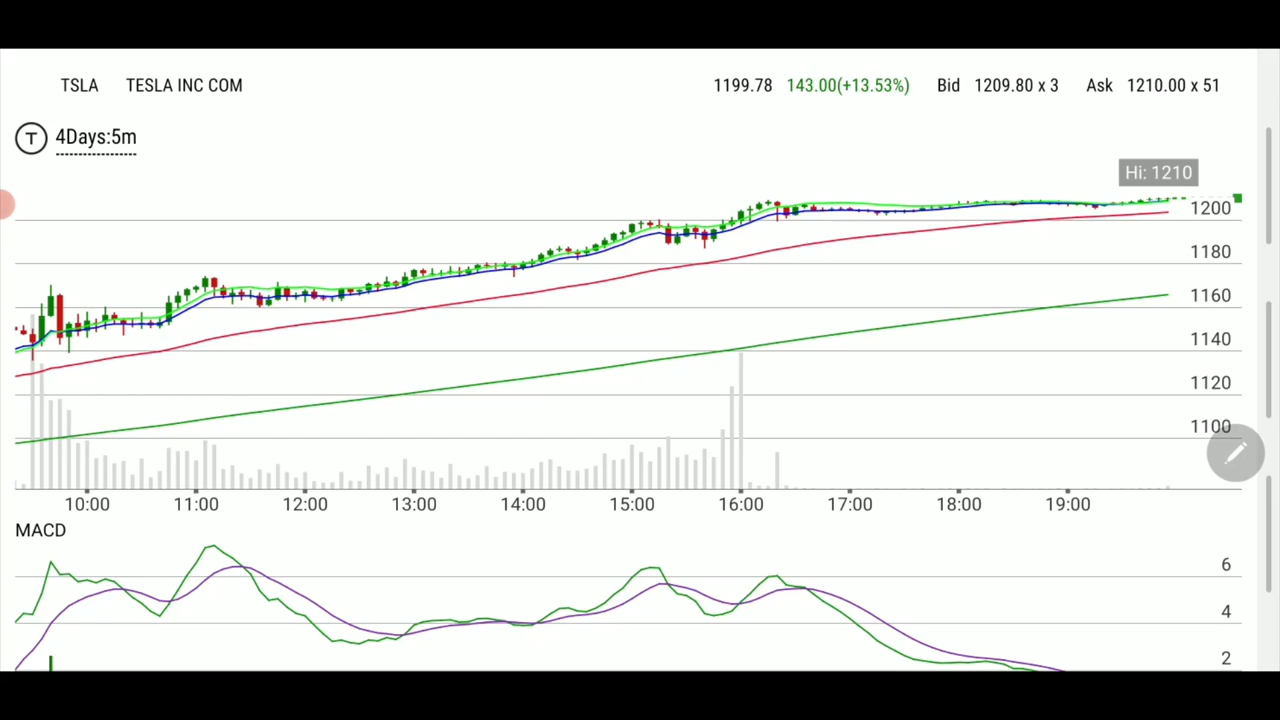 TSLA TESLA INC COM 1199.78 143.00(+13.53%) Bid 1209.80 x 3 Ask 1210.00 x 51
T 4Days:5m
Hi: 1210
1200
1180
1160
1140
1120
1100
10:00 11:00 12:00 13:00 14:00 15:00 16:00 17:00 18:00 19:00
MACD
6
4
2